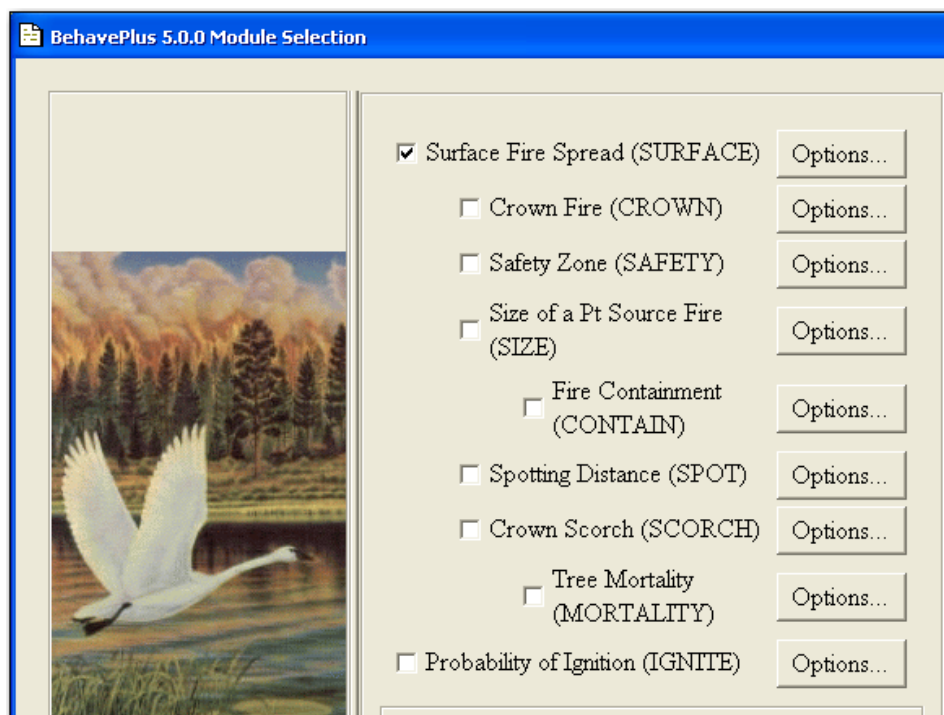 BehavePlus 5.0.0 Module Selection
Surface Fire Spread (SURFACE) Options...
Crown Fire (CROWN) Options...
Safety Zone (SAFETY) Options...
Size of a Pt Source Fire
(SIZE) Options...
Fire Containment
(CONTAIN) Options...
Spotting Distance (SPOT) Options...
Crown Scorch (SCORCH) Options...
Tree Mortality
(MORTALITY) Options...
Probability of Ignition (IGNITE) Options...